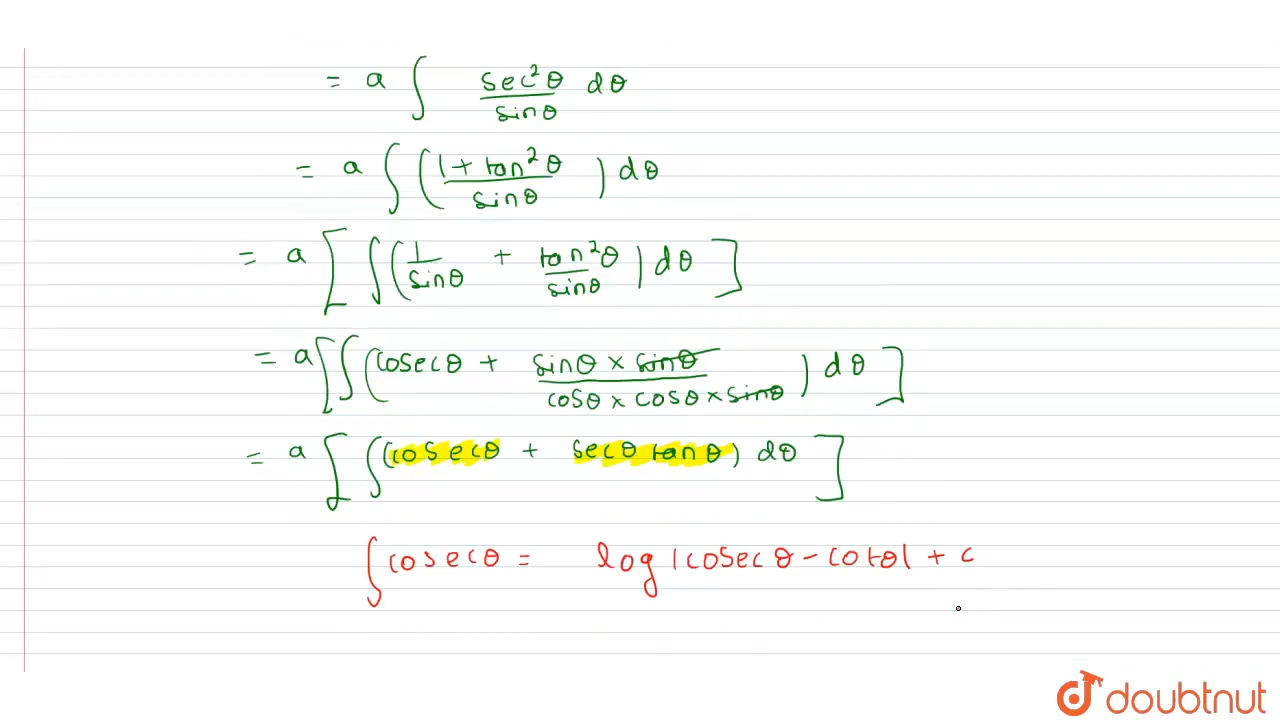 = a ∫ sec²θ/sinθ dθ
= a ∫ (1 + tan²θ/sinθ) dθ
= a [ ∫ (1/sinθ + tan²θ/sinθ) dθ ]
= a [ ∫ (cosecθ + sinθ × sinθ/cosθ × cosθ × sinθ) dθ ]
= a [ ∫ (cosecθ + secθ tanθ) dθ ]
∫ cosecθ = log |cosecθ – cotθ| + c
doubtnut